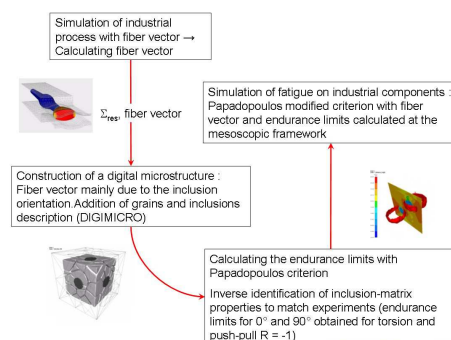 Simulation of industrial
process with fiber vector →
Calculating fiber vector
Σres, fiber vector
Simulation of fatigue on industrial components :
Papadopoulos modified criterion with fiber
vector and endurance limits calculated at the
mesoscopic framework
Construction of a digital microstructure :
Fiber vector mainly due to the inclusion
orientation.Addition of grains and inclusions
description (DIGIMICRO)
Calculating the endurance limits with
Papadopoulos criterion
Inverse identification of inclusion-matrix
properties to match experiments (endurance
limits for 0° and 90° obtained for torsion and
push-pull R = -1)